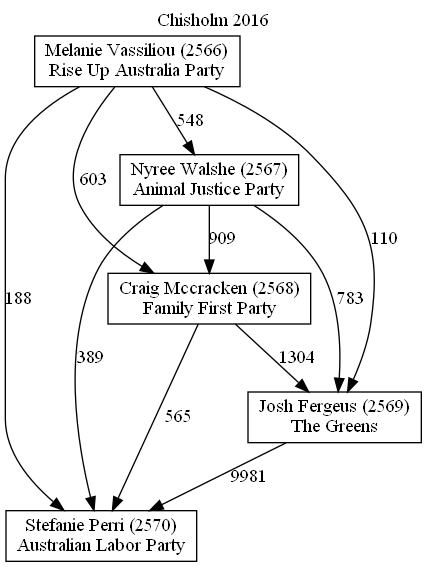 Chisholm 2016
Melanie Vassiliou (2566)
Rise Up Australia Party
548
Nyree Walshe (2567)
Animal Justice Party
603
909
110
188
Craig Mccracken (2568)
Family First Party
783
389
1304
565
Josh Fergeus (2569)
The Greens
9981
Stefanie Perri (2570)
Australian Labor Party